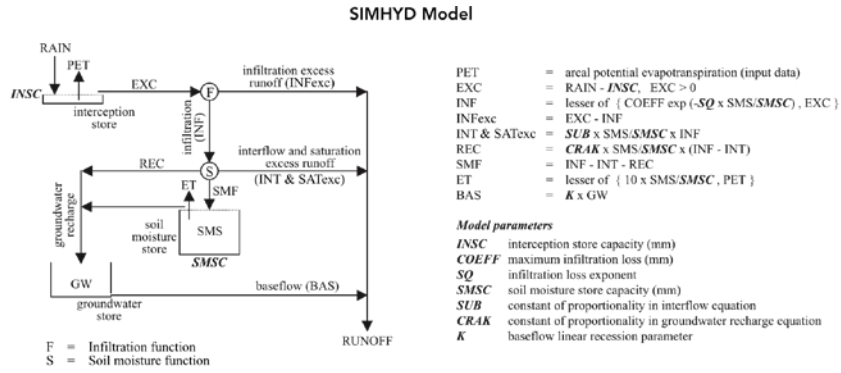 SIMHYD Model
RAIN
PET
INSC
interception
store
EXC
F
infiltration excess
runoff (INFexc)
infiltration
(INF)
interflow and saturation
excess runoff
(INT & SATexc)
REC
S
ET
SMF
groundwater
recharge
soil
moisture
store
SMS
SMSC
GW
groundwater
store
baseflow (BAS)
RUNOFF
F = Infiltration function
S = Soil moisture function
PET = areal potential evapotranspiration (input data)
EXC = RAIN - INSC, EXC > 0
INF = lesser of { COEFF exp (-SQ x SMS/SMSC) , EXC }
INFexc = EXC - INF
INT & SATexc = SUB x SMS/SMSC x INF
REC = CRAK x SMS/SMSC x (INF - INT)
SMF = INF - INT - REC
ET = lesser of { 10 x SMS/SMSC , PET }
BAS = K x GW
Model parameters
INSC interception store capacity (mm)
COEFF maximum infiltration loss (mm)
SQ infiltration loss exponent
SMSC soil moisture store capacity (mm)
SUB constant of proportionality in interflow equation
CRAK constant of proportionality in groundwater recharge equation
K baseflow linear recession parameter